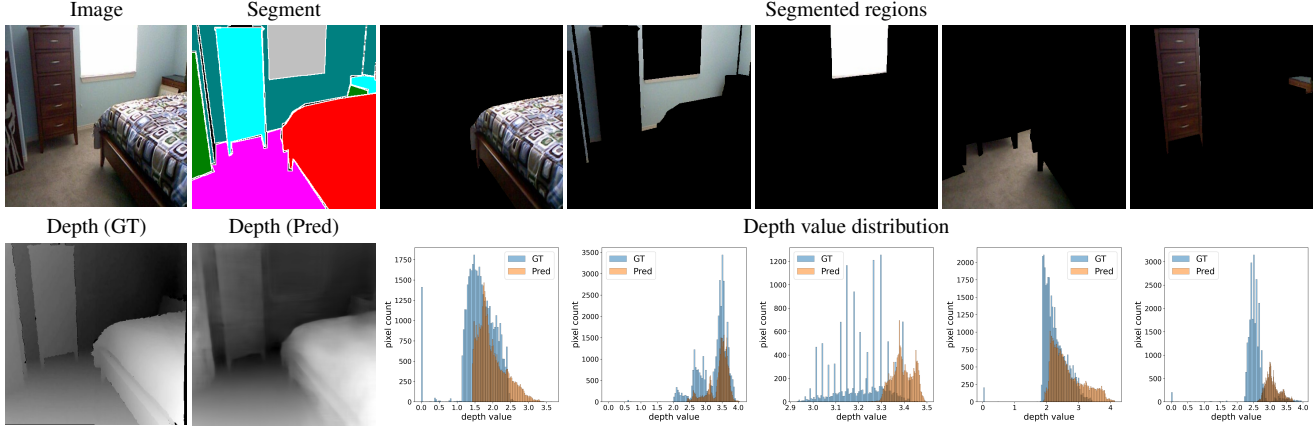 Image
Segment
Segmented regions
Depth (GT)
Depth (Pred)
Depth value distribution
GT
Pred
pixel count
1750
1500
1250
1000
750
500
250
0
0.0 0.5 1.0 1.5 2.0 2.5 3.0 3.5
depth value
GT
Pred
pixel count
3500
3000
2500
2000
1500
1000
500
0
0.0 0.5 1.0 1.5 2.0 2.5 3.0 3.5 4.0
depth value
GT
Pred
pixel count
1200
1000
800
600
400
200
0
2.9 3.0 3.1 3.2 3.3 3.4 3.5
depth value
GT
Pred
pixel count
2000
1750
1500
1250
1000
750
500
250
0
0 1 2 3 4
depth value
GT
Pred
pixel count
3000
2500
2000
1500
1000
500
0
0.0 0.5 1.0 1.5 2.0 2.5 3.0 3.5 4.0
depth value